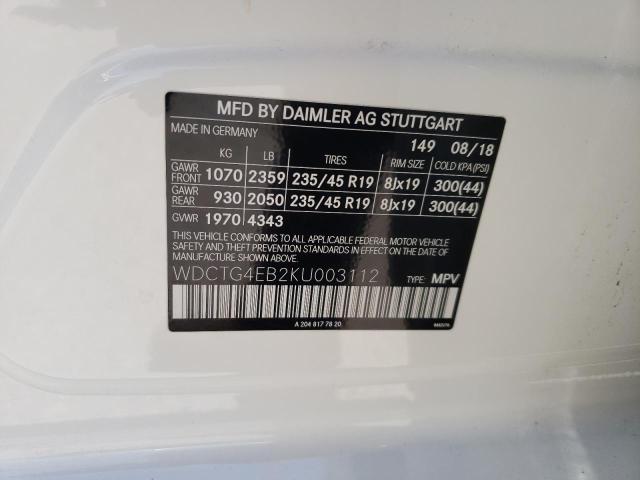 MFD BY DAIMLER AG STUTTGART
MADE IN GERMANY 149 08/18
KG LB TIRES RIM SIZE COLD KPA (PSI)
GAWR FRONT 1070 2359 235/45 R19 8Jx19 300(44)
GAWR REAR 930 2050 235/45 R19 8Jx19 300(44)
GVWR 1970 4343
THIS VEHICLE CONFORMS TO ALL APPLICABLE FEDERAL MOTOR VEHICLE
SAFETY AND THEFT PREVENTION STANDARDS IN EFFECT ON THE DATE OF
MANUFACTURE SHOWN ABOVE.
WDCTG4EB2KU003112 TYPE: MPV
A 204 817 78 20